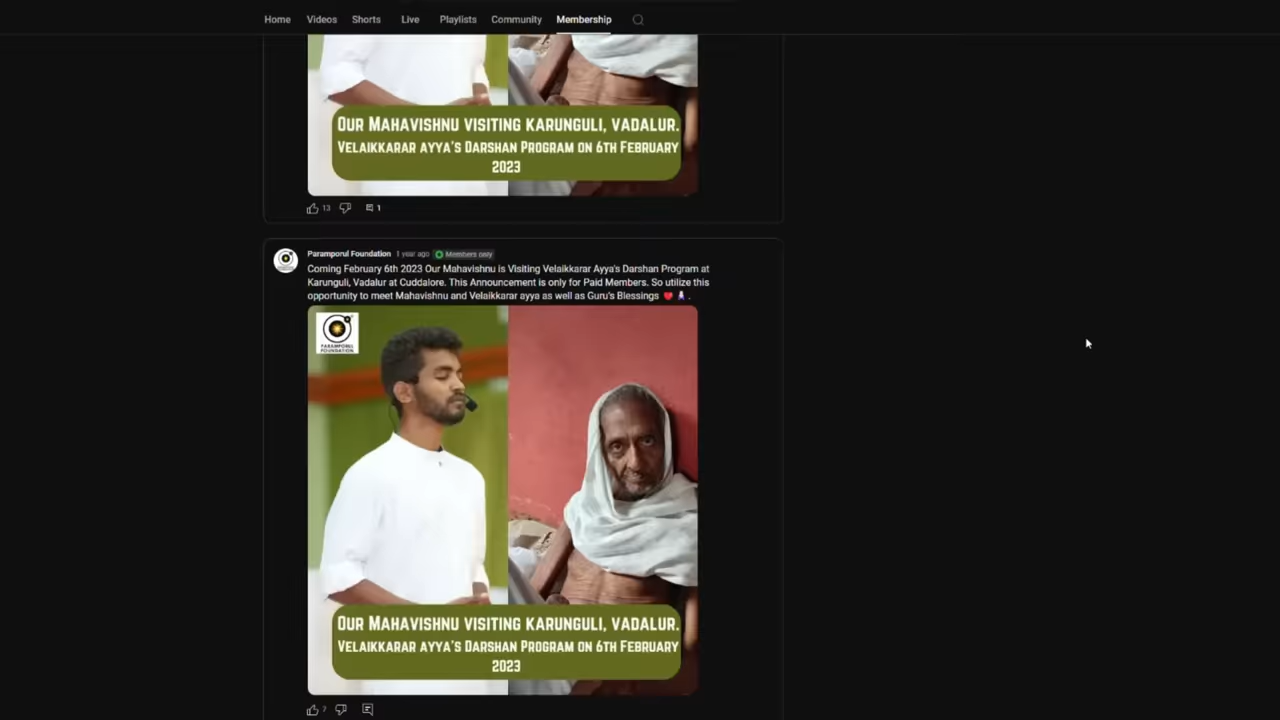 Home Videos Shorts Live Playlists Community Membership
OUR MAHAVISHNU VISITING KARUNGULI, VADALUR.
VELAIKKARAR AYYA'S DARSHAN PROGRAM ON 6TH FEBRUARY
2023
13 1
Paramporul Foundation 1 year ago Members only
Coming February 6th 2023 Our Mahavishnu is Visiting Velaikkarar Ayya's Darshan Program at
Karunguli, Vadalur at Cuddalore. This Announcement is only for Paid Members. So utilize this
opportunity to meet Mahavishnu and Velaikkarar ayya as well as Guru's Blessings ❤️ .
PARAMPORUL
FOUNDATION
OUR MAHAVISHNU VISITING KARUNGULI, VADALUR.
VELAIKKARAR AYYA'S DARSHAN PROGRAM ON 6TH FEBRUARY
2023
7